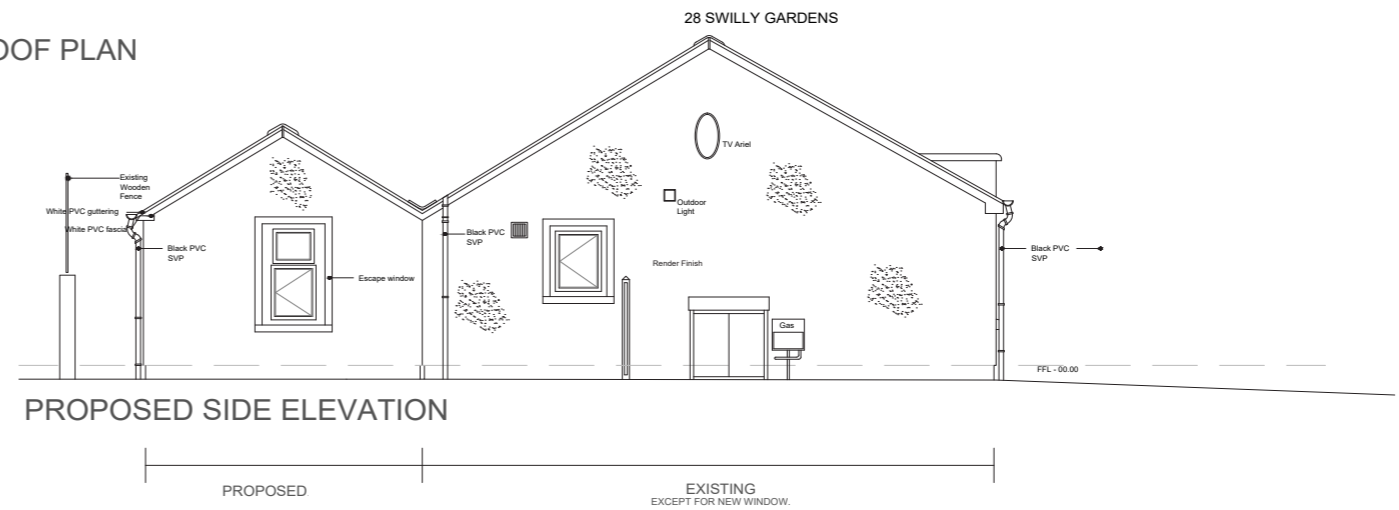 28 SWILLY GARDENS
OOF PLAN
TV Ariel
Existing
Wooden
Fence
White PVC guttering
White PVC fascia
Black PVC
SVP
Escape window
Black PVC
SVP
Outdoor
Light
Render Finish
Gas
Black PVC
SVP
FFL - 00.00
PROPOSED SIDE ELEVATION
PROPOSED
EXISTING
EXCEPT FOR NEW WINDOW.